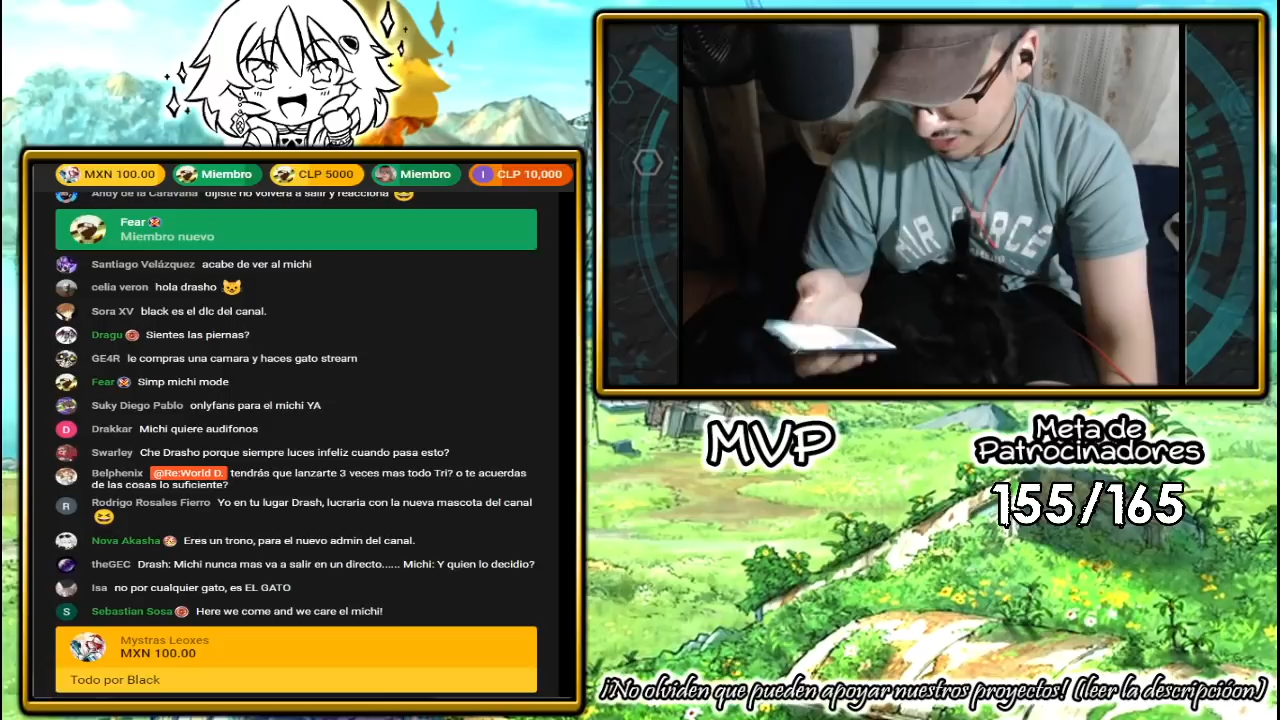 MXN 100.00
Miembro
CLP 5000
Miembro
I CLP 10,000
Andy de la Caravana dijiste no volvera a salir y reacciona
Fear
Miembro nuevo
Santiago Velázquez acabe de ver al michi
celia veron hola drasho
Sora XV black es el dlc del canal.
Dragu Sientes las piernas?
GE4R le compras una camara y haces gato stream
Fear Simp michi mode
Suky Diego Pablo onlyfans para el michi YA
D Drakkar Michi quiere audifonos
Swarley Che Drasho porque siempre luces infeliz cuando pasa esto?
Belphenix @Re:World D. tendrás que lanzarte 3 veces mas todo Tri? o te acuerdas
de las cosas lo suficiente?
R Rodrigo Rosales Fierro Yo en tu lugar Drash, lucraria con la nueva mascota del canal
Nova Akasha Eres un trono, para el nuevo admin del canal.
theGEC Drash: Michi nunca mas va a salir en un directo...... Michi: Y quien lo decidio?
Isa no por cualquier gato, es EL GATO
S Sebastian Sosa Here we come and we care el michi!
Mystras Leoxes
MXN 100.00
Todo por Black
AIR FORCE
MVP
Meta de
Patrocinadores
155/165
¡¡No olviden que pueden apoyar nuestros proyectos! (leer la descripcióon)